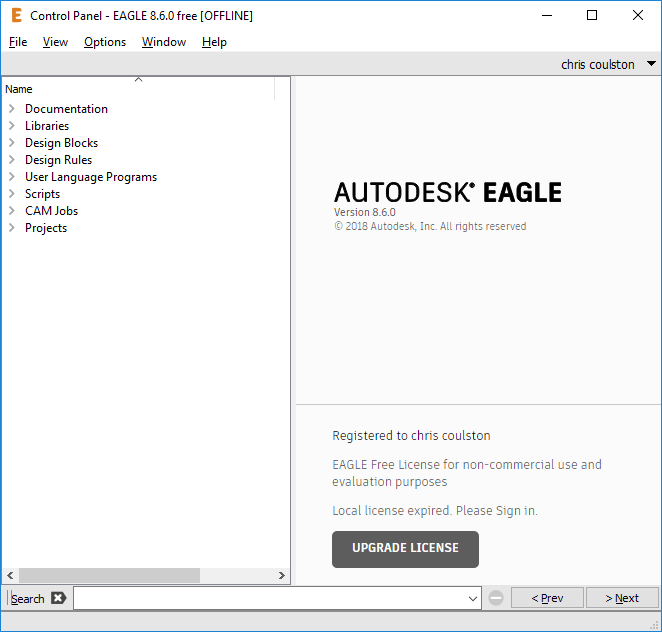 Control Panel - EAGLE 8.6.0 free [OFFLINE]
File View Options Window Help
chris coulston
Name
Documentation
Libraries
Design Blocks
Design Rules
User Language Programs
Scripts
CAM Jobs
Projects
AUTODESK® EAGLE
Version 8.6.0
© 2018 Autodesk, Inc. All rights reserved
Registered to chris coulston
EAGLE Free License for non-commercial use and
evaluation purposes
Local license expired. Please Sign in.
UPGRADE LICENSE
Search
< Prev
> Next